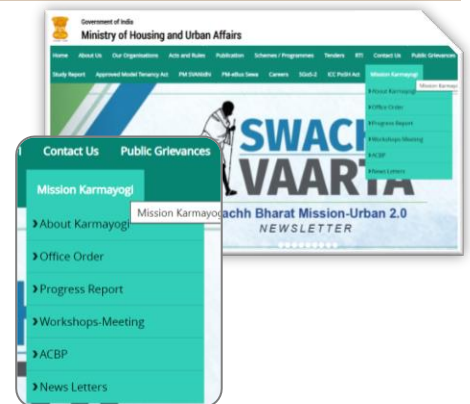 Government of India
Ministry of Housing and Urban Affairs
Home About Us Our Organisations Acts and Rules Publication Schemes / Programmes Tenders RTI Contact Us Public Grievances
Study Report Approved Model Tenancy Act PM SVANidhi PM-eBus Sewa Careers SGoS-2 ICC PoSH Act Mission Karmayogi
Mission Karmayogi
About Karmayogi
Office Order
Progress Report
Workshops-Meeting
ACBP
News Letters
SWACH
VAARTA
achh Bharat Mission-Urban 2.0
NEWSLETTER
Contact Us Public Grievances
Mission Karmayogi
Mission Karmayog
About Karmayogi
Office Order
Progress Report
Workshops-Meeting
ACBP
News Letters